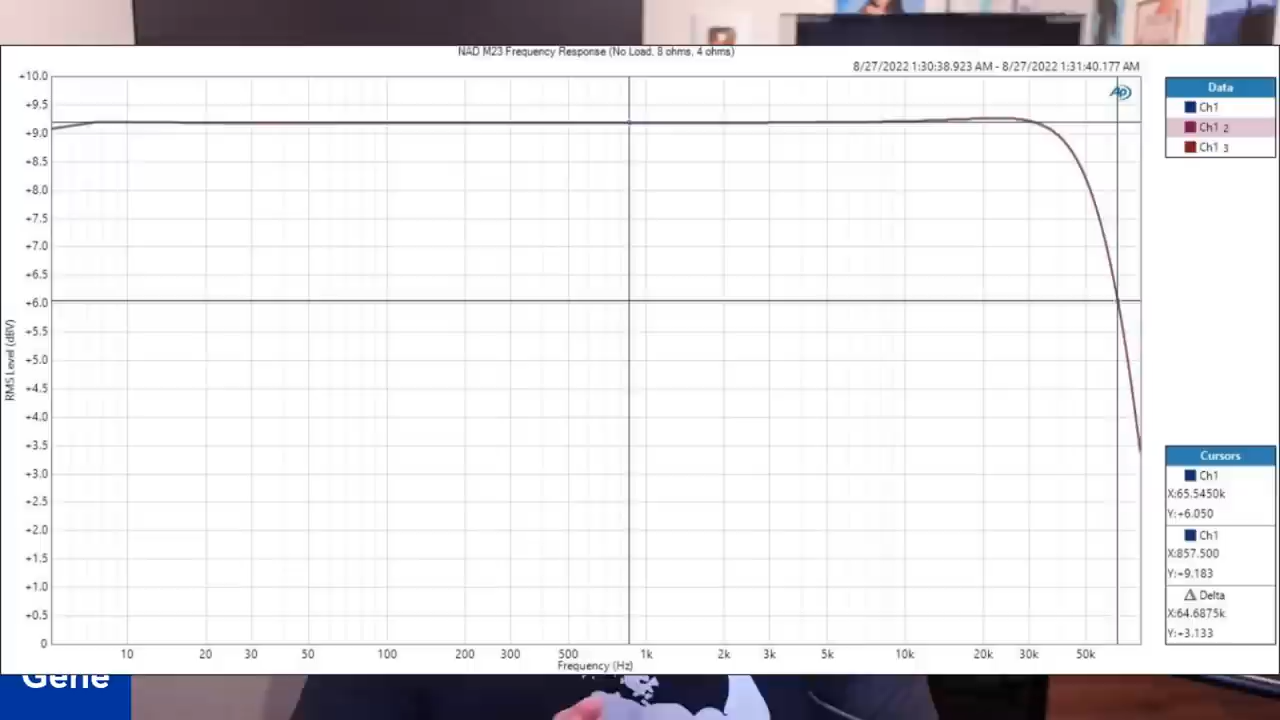 NAD M23 Frequency Response (No Load, 8 ohms, 4 ohms)
8/27/2022 1:30:38.923 AM - 8/27/2022 1:31:40.177 AM
+10.0
+9.5
+9.0
+8.5
+8.0
+7.5
+7.0
+6.5
+6.0
+5.5
+5.0
+4.5
+4.0
+3.5
+3.0
+2.5
+2.0
+1.5
+1.0
+0.5
0
RMS Level (dBV)
10 20 30 50 100 200 300 500 1k 2k 3k 5k 10k 20k 30k 50k
Frequency (Hz)
AP
Data
Ch1
Ch1 2
Ch1 3
Cursors
Ch1
X:65.5450k
Y:+6.050
Ch1
X:857.500
Y:+9.183
Δ Delta
X:64.6875k
Y:+3.133
Gene